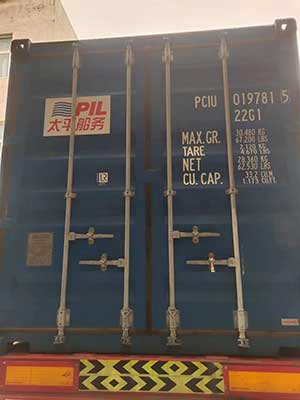 PIL
太平船务
PCIU 019781 5
22G1
MAX.GR. 30.480 KG
67.200 LBS
TARE 2.120 KG
4.670 LBS
NET 28.360 KG
62.530 LBS
CU. CAP. 33.2 CU.M
1.173 CU.FT
LR